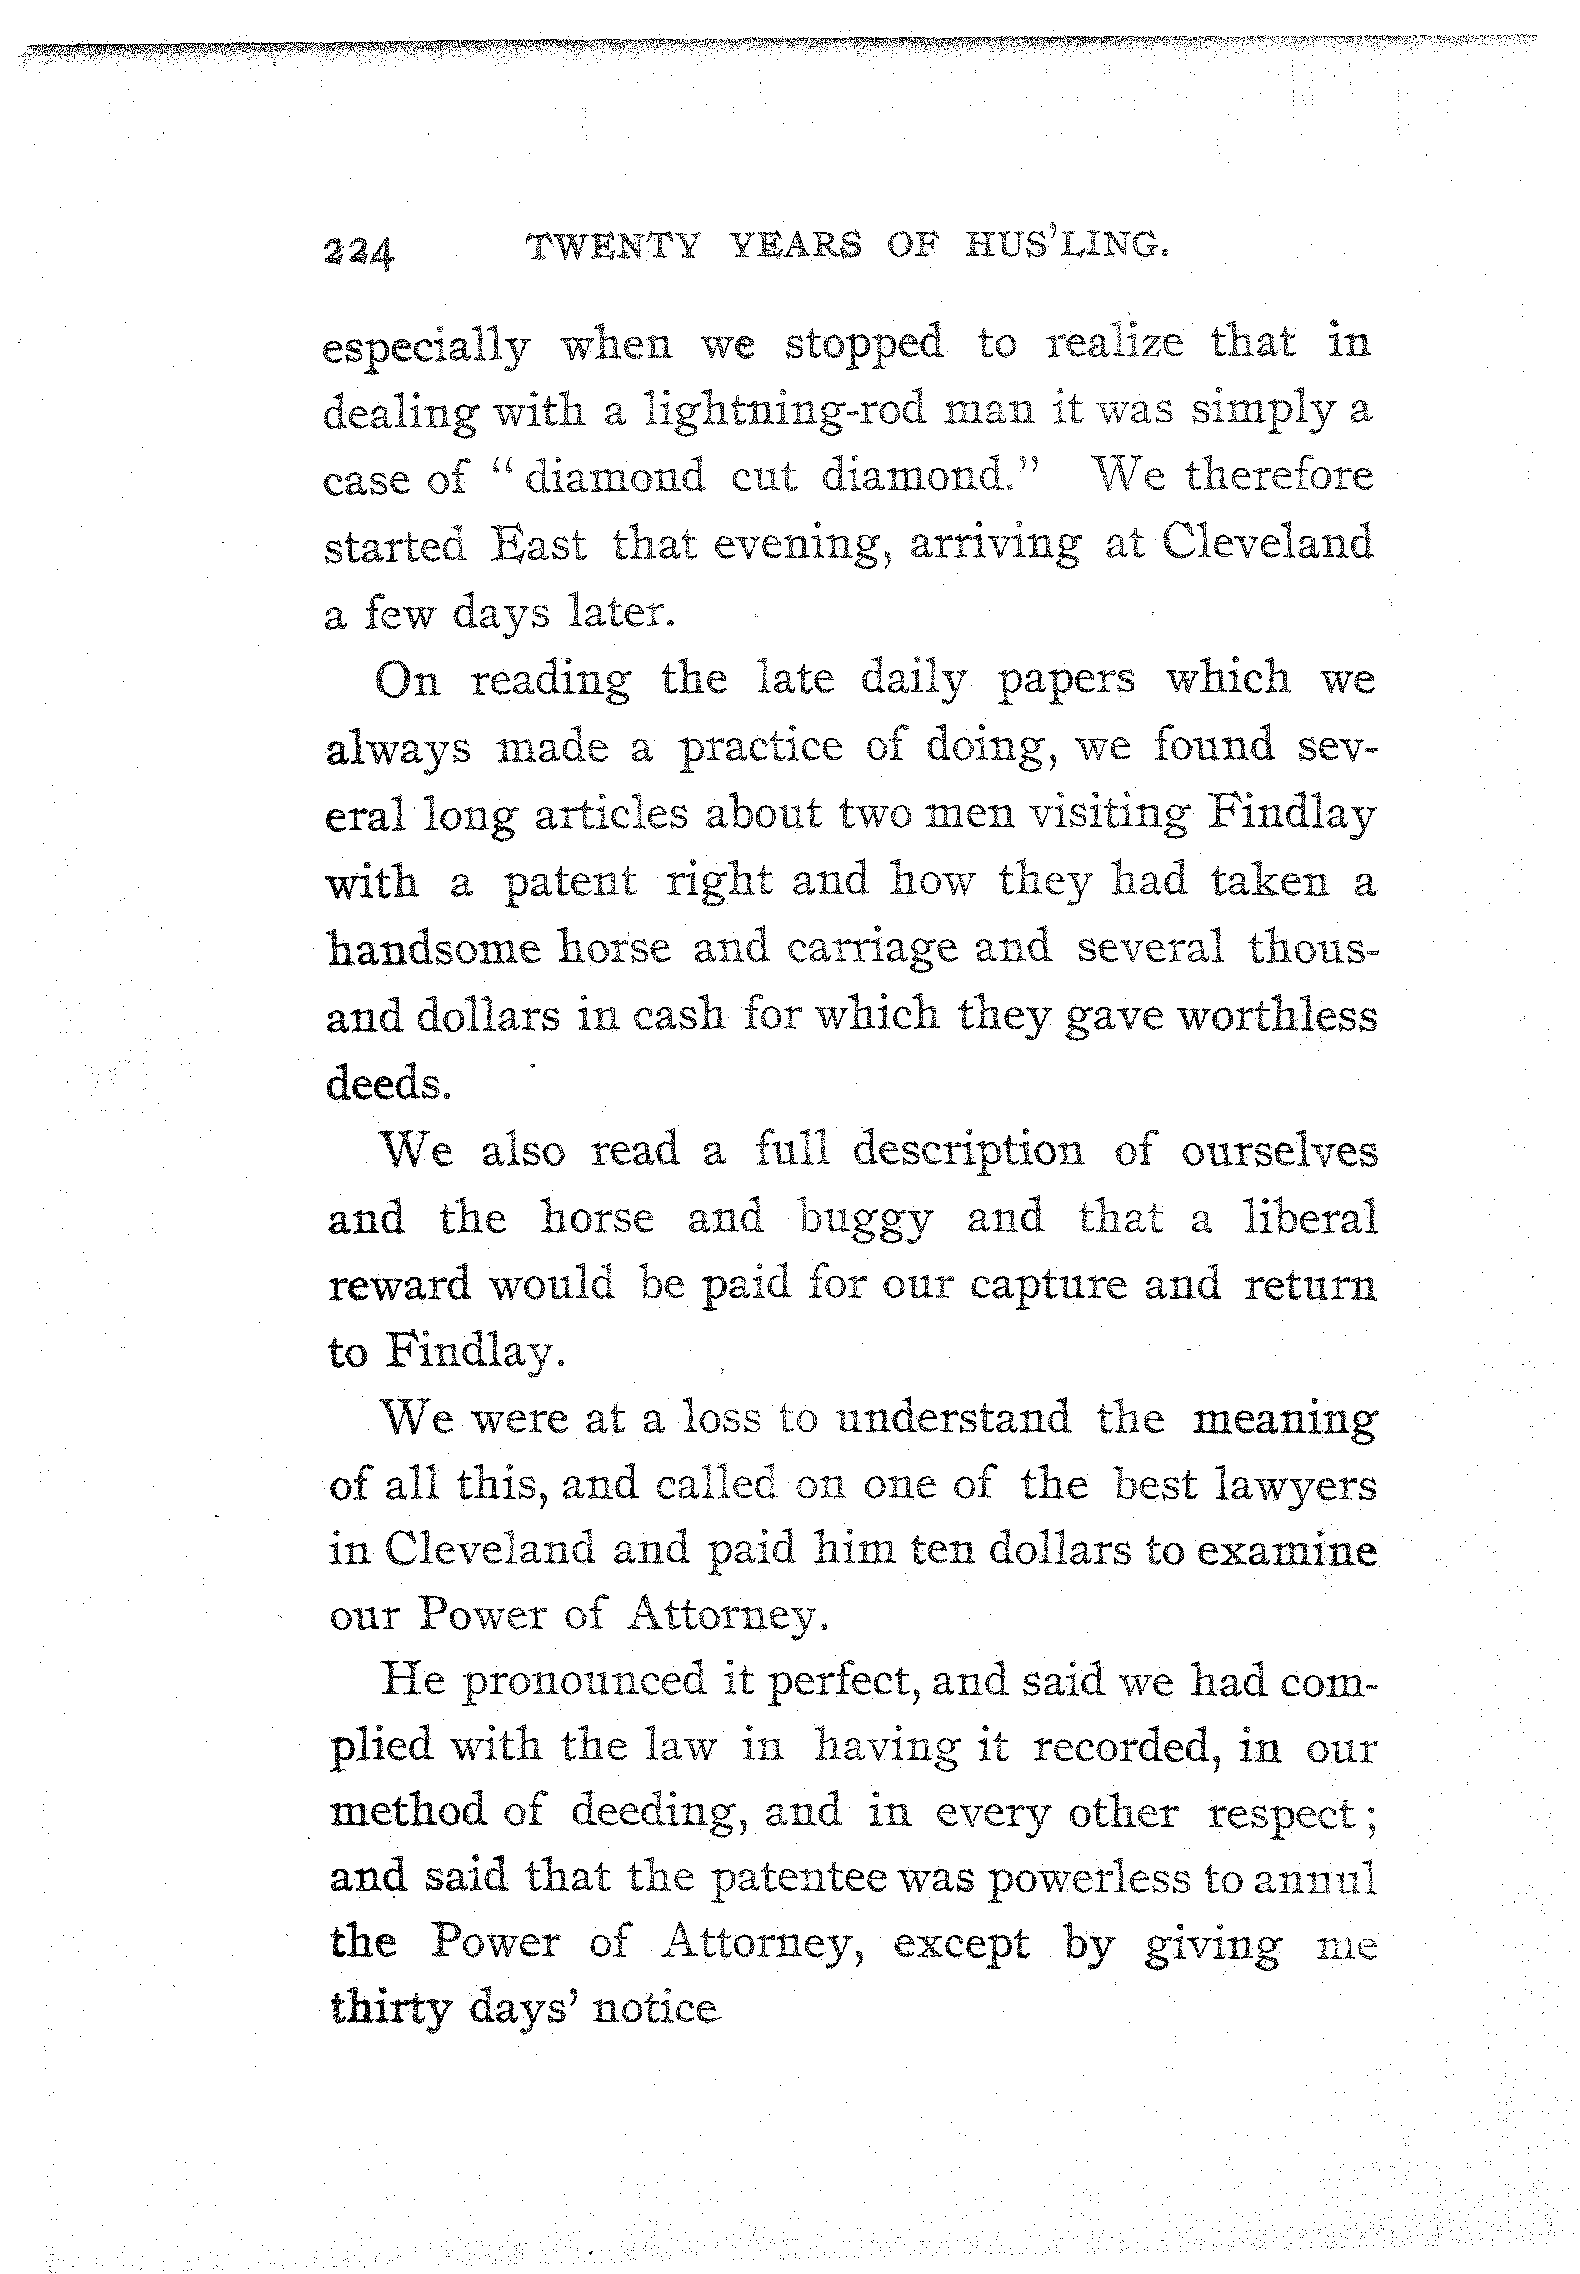 224 TWENTY YEARS OF HUS'LING.
especially when we stopped to realize that in
dealing with a lightning-rod man it was simply a
case of "diamond cut diamond." We therefore
started East that evening, arriving at Cleveland
a few days later.
On reading the late daily papers which we
always made a practice of doing, we found sev-
eral long articles about two men visiting Findlay
with a patent right and how they had taken a
handsome horse and carriage and several thous-
and dollars in cash for which they gave worthless
deeds.
We also read a full description of ourselves
and the horse and buggy and that a liberal
reward would be paid for our capture and return
to Findlay.
We were at a loss to understand the meaning
of all this, and called on one of the best lawyers
in Cleveland and paid him ten dollars to examine
our Power of Attorney.
He pronounced it perfect, and said we had com-
plied with the law in having it recorded, in our
method of deeding, and in every other respect;
and said that the patentee was powerless to annul
the Power of Attorney, except by giving me
thirty days' notice